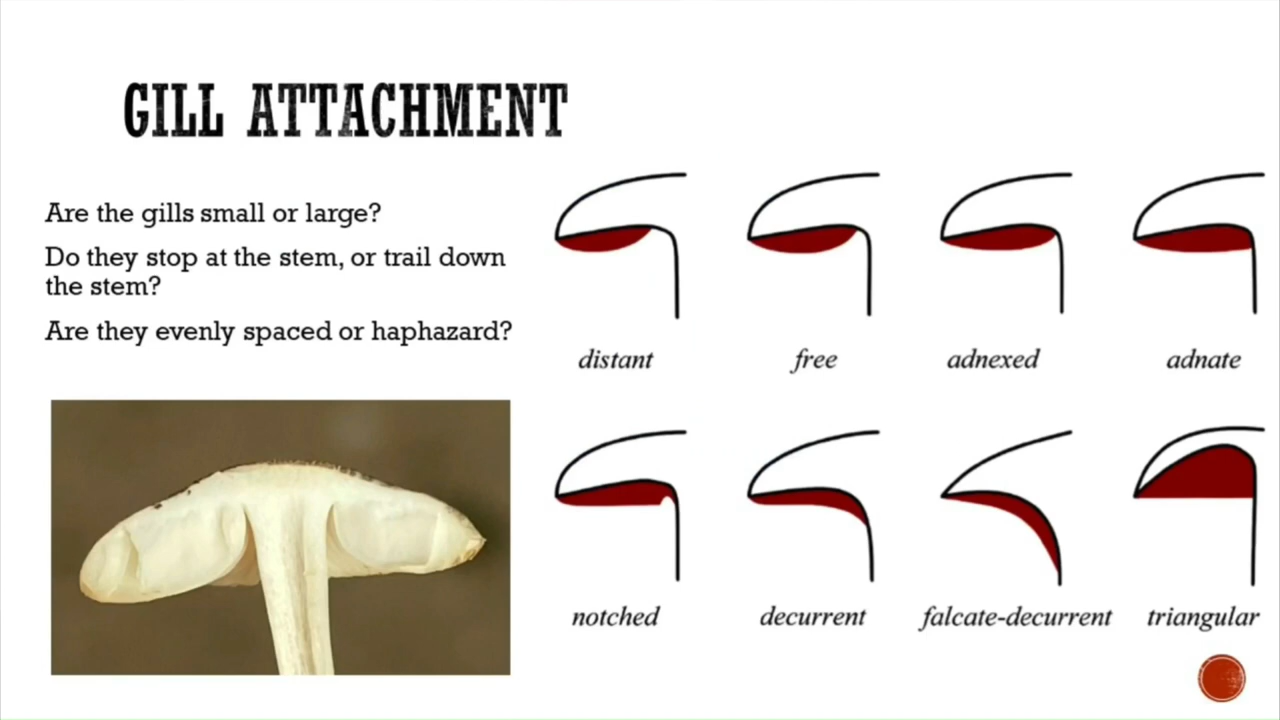 GILL ATTACHMENT
Are the gills small or large?
Do they stop at the stem, or trail down
the stem?
Are they evenly spaced or haphazard?
distant free adnexed adnate
notched decurrent falcate-decurrent triangular